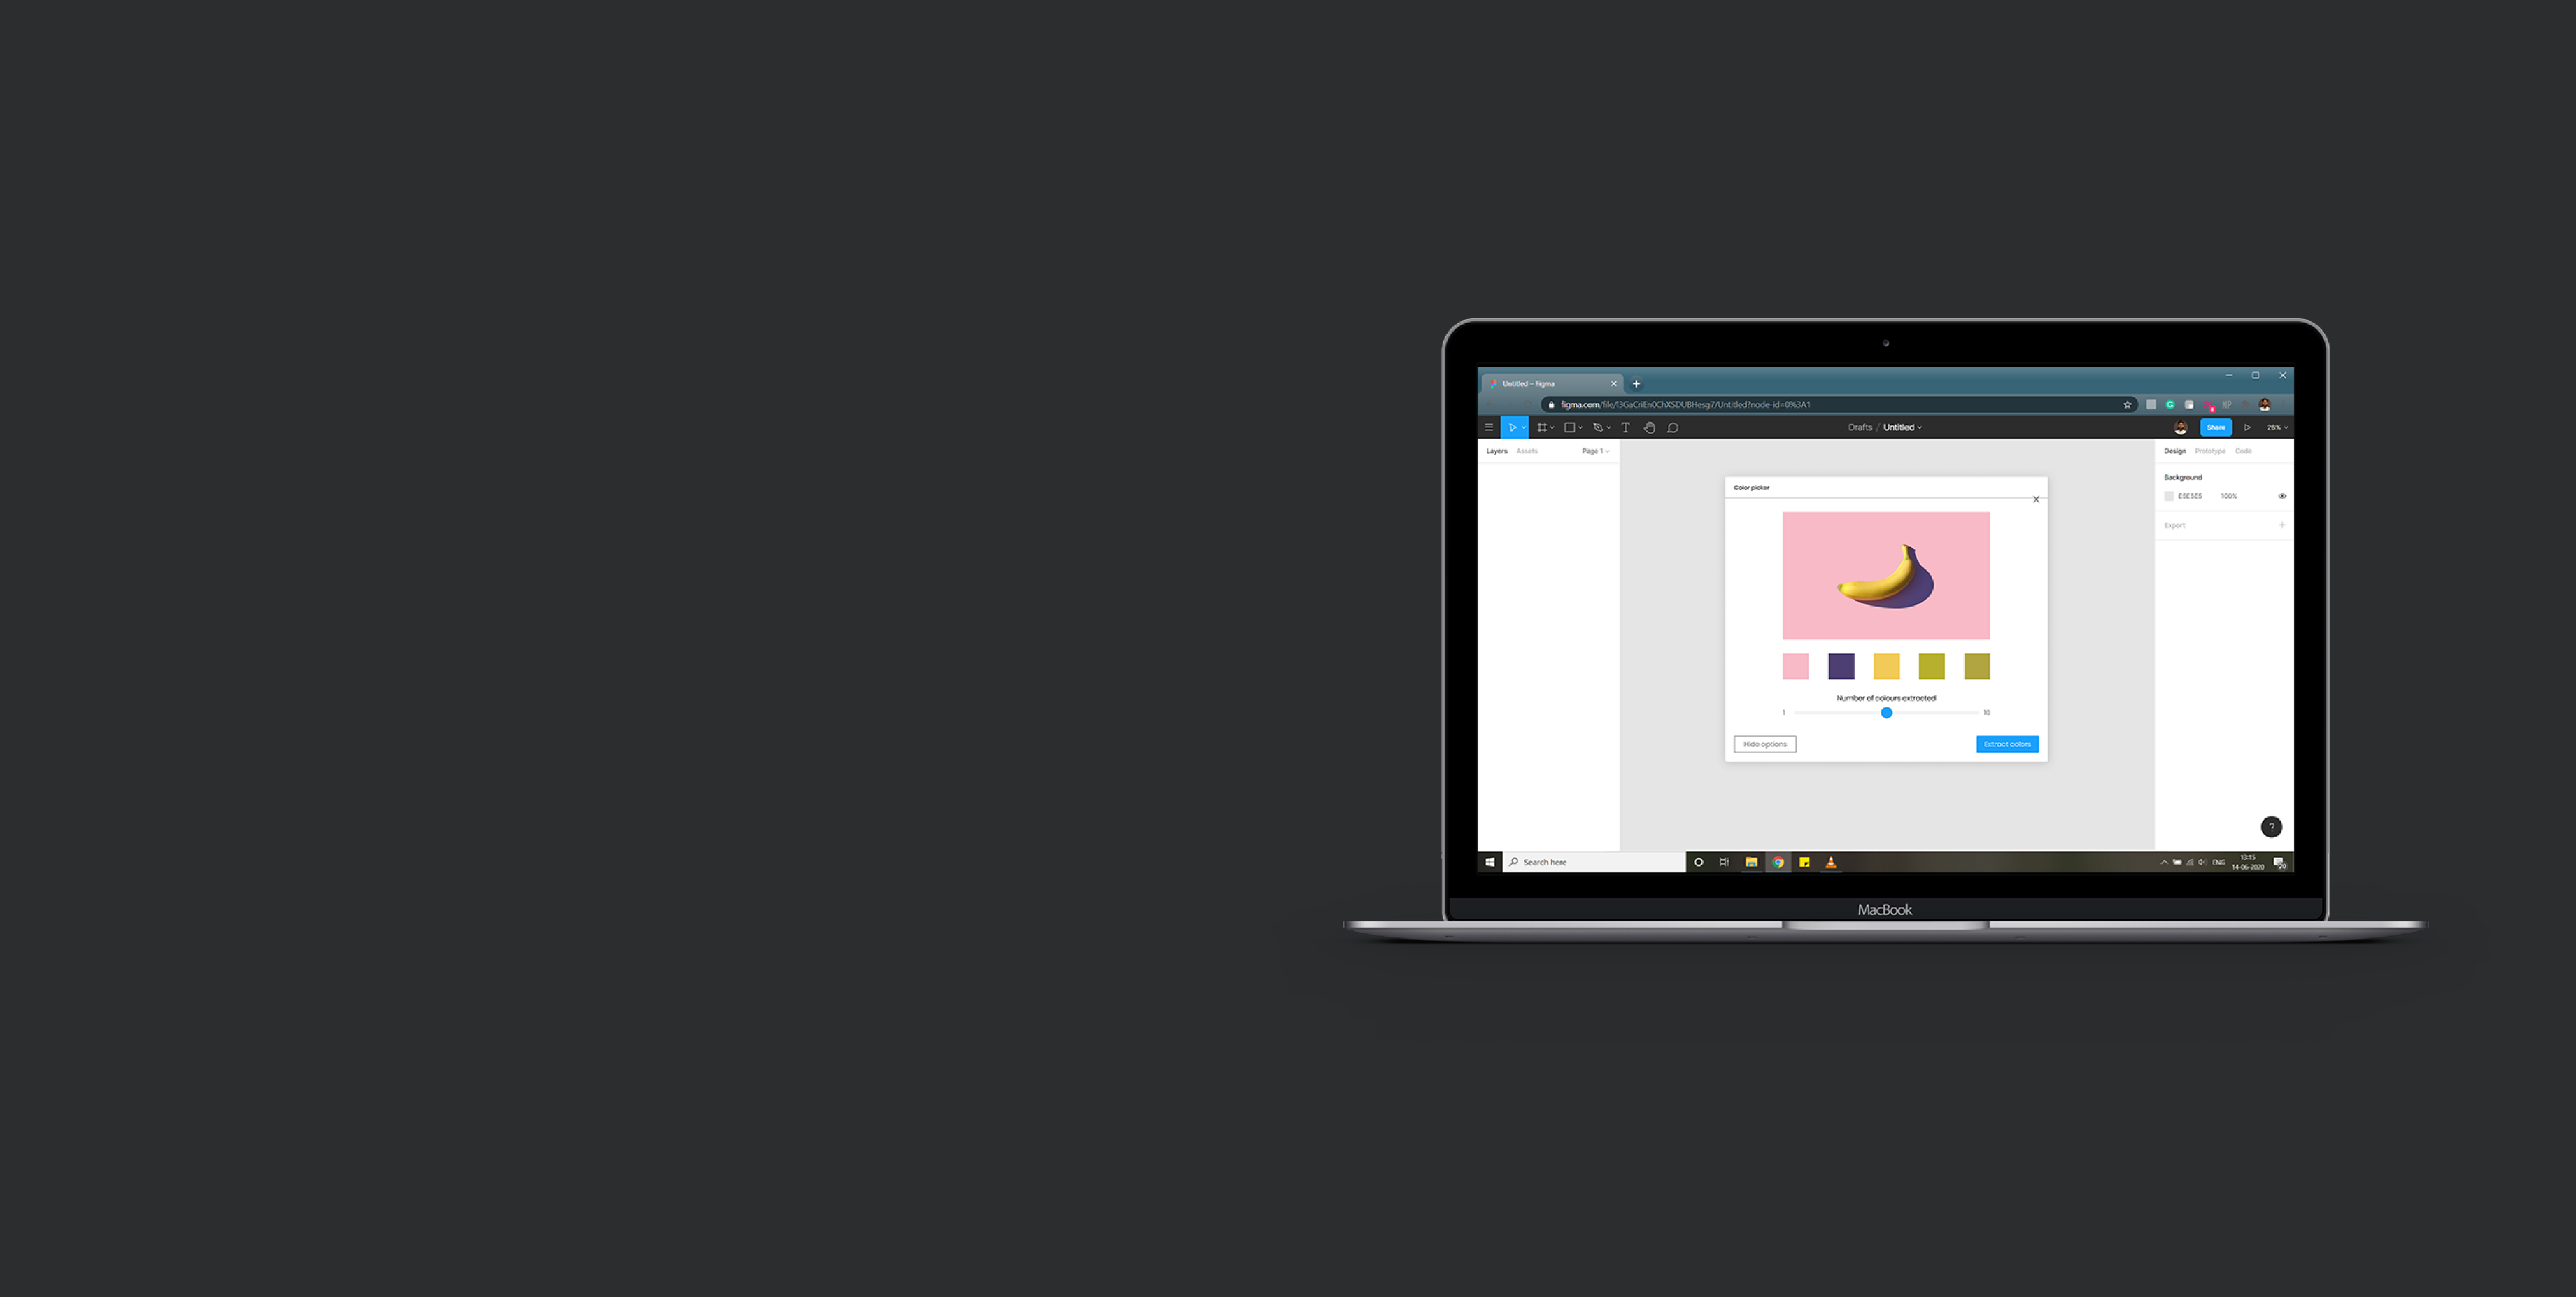 Untitled – Figma
figma.com/file/l3GaCriEn0ChXSDUBHesg7/Untitled?node-id=0%3A1
NP
Drafts / Untitled
Share
26%
Layers
Assets
Page 1
Design
Prototype
Code
Background
E5E5E5
100%
Export
Color picker
Number of colours extracted
1
10
Hide options
Extract colors
?
Search here
ENG
13:15
14-06-2020
20
MacBook